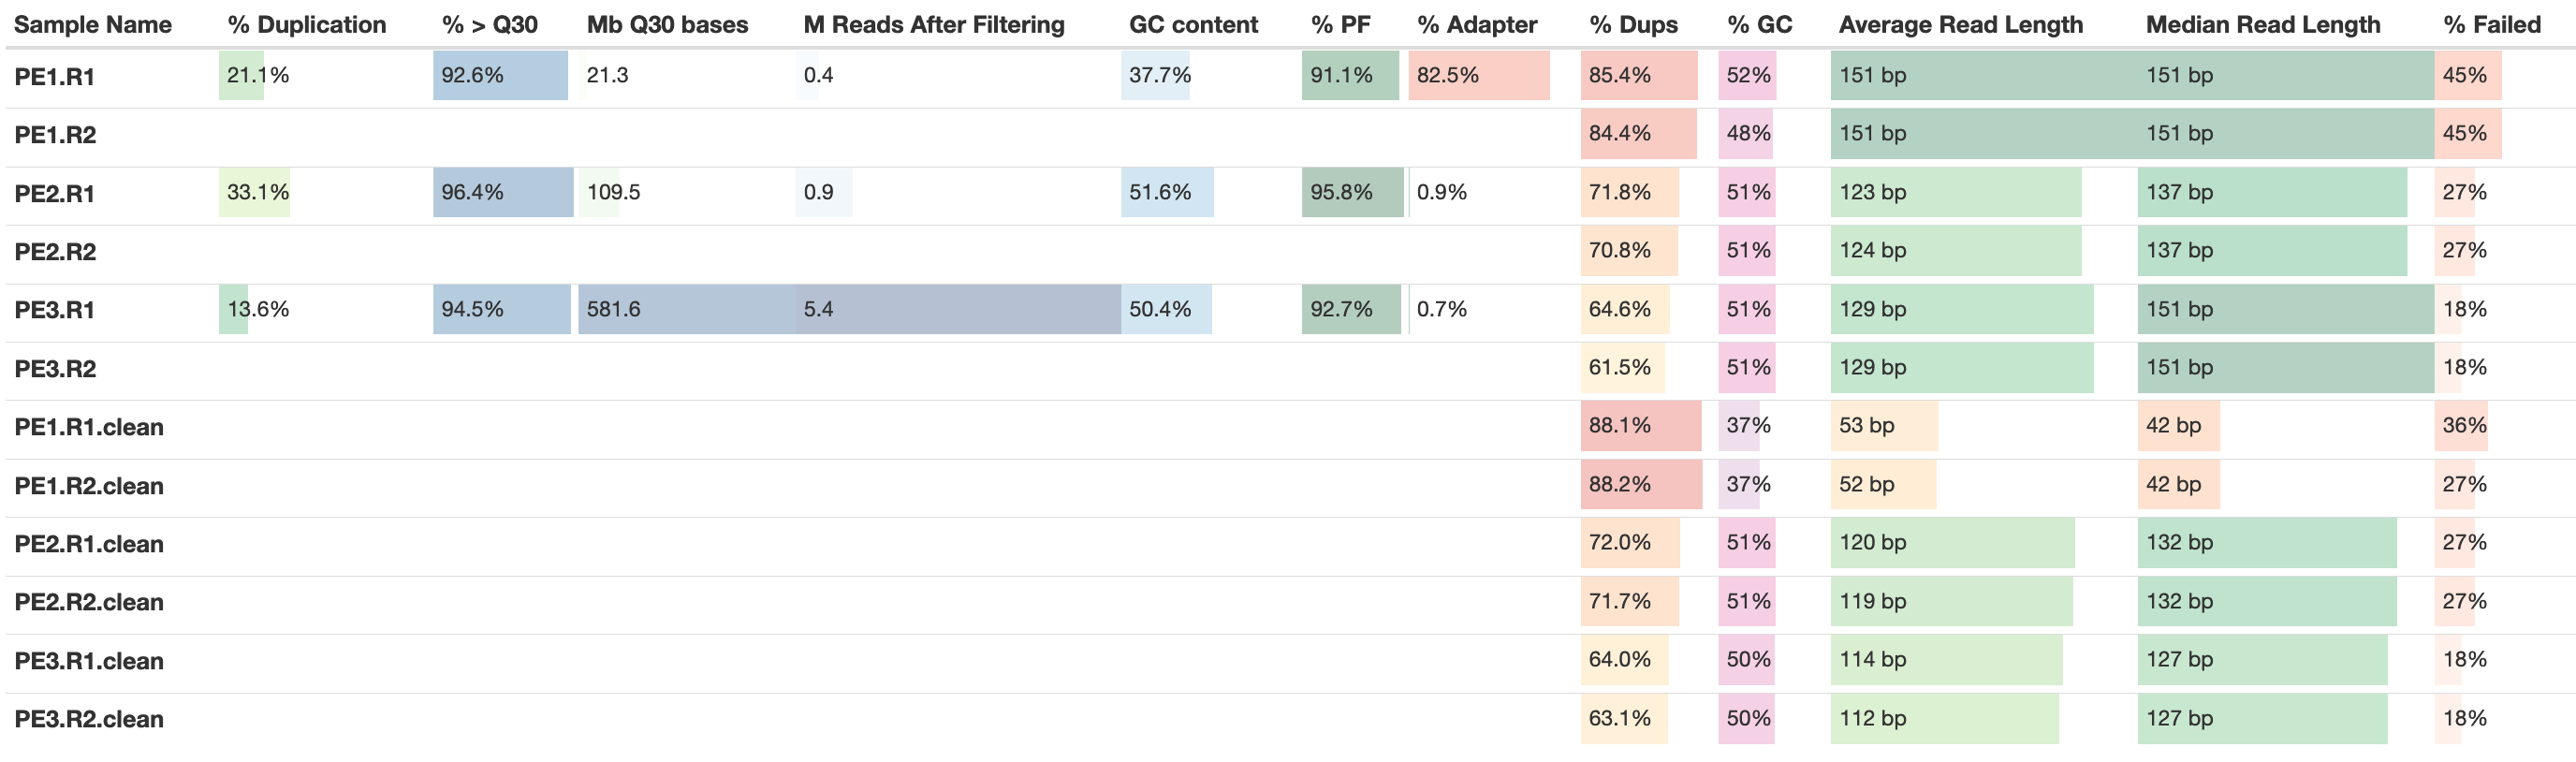 Sample Name % Duplication % > Q30 Mb Q30 bases M Reads After Filtering GC content % PF % Adapter % Dups % GC Average Read Length Median Read Length % Failed
PE1.R1 21.1% 92.6% 21.3 0.4 37.7% 91.1% 82.5% 85.4% 52% 151 bp 151 bp 45%
PE1.R2 84.4% 48% 151 bp 151 bp 45%
PE2.R1 33.1% 96.4% 109.5 0.9 51.6% 95.8% 0.9% 71.8% 51% 123 bp 137 bp 27%
PE2.R2 70.8% 51% 124 bp 137 bp 27%
PE3.R1 13.6% 94.5% 581.6 5.4 50.4% 92.7% 0.7% 64.6% 51% 129 bp 151 bp 18%
PE3.R2 61.5% 51% 129 bp 151 bp 18%
PE1.R1.clean 88.1% 37% 53 bp 42 bp 36%
PE1.R2.clean 88.2% 37% 52 bp 42 bp 27%
PE2.R1.clean 72.0% 51% 120 bp 132 bp 27%
PE2.R2.clean 71.7% 51% 119 bp 132 bp 27%
PE3.R1.clean 64.0% 50% 114 bp 127 bp 18%
PE3.R2.clean 63.1% 50% 112 bp 127 bp 18%